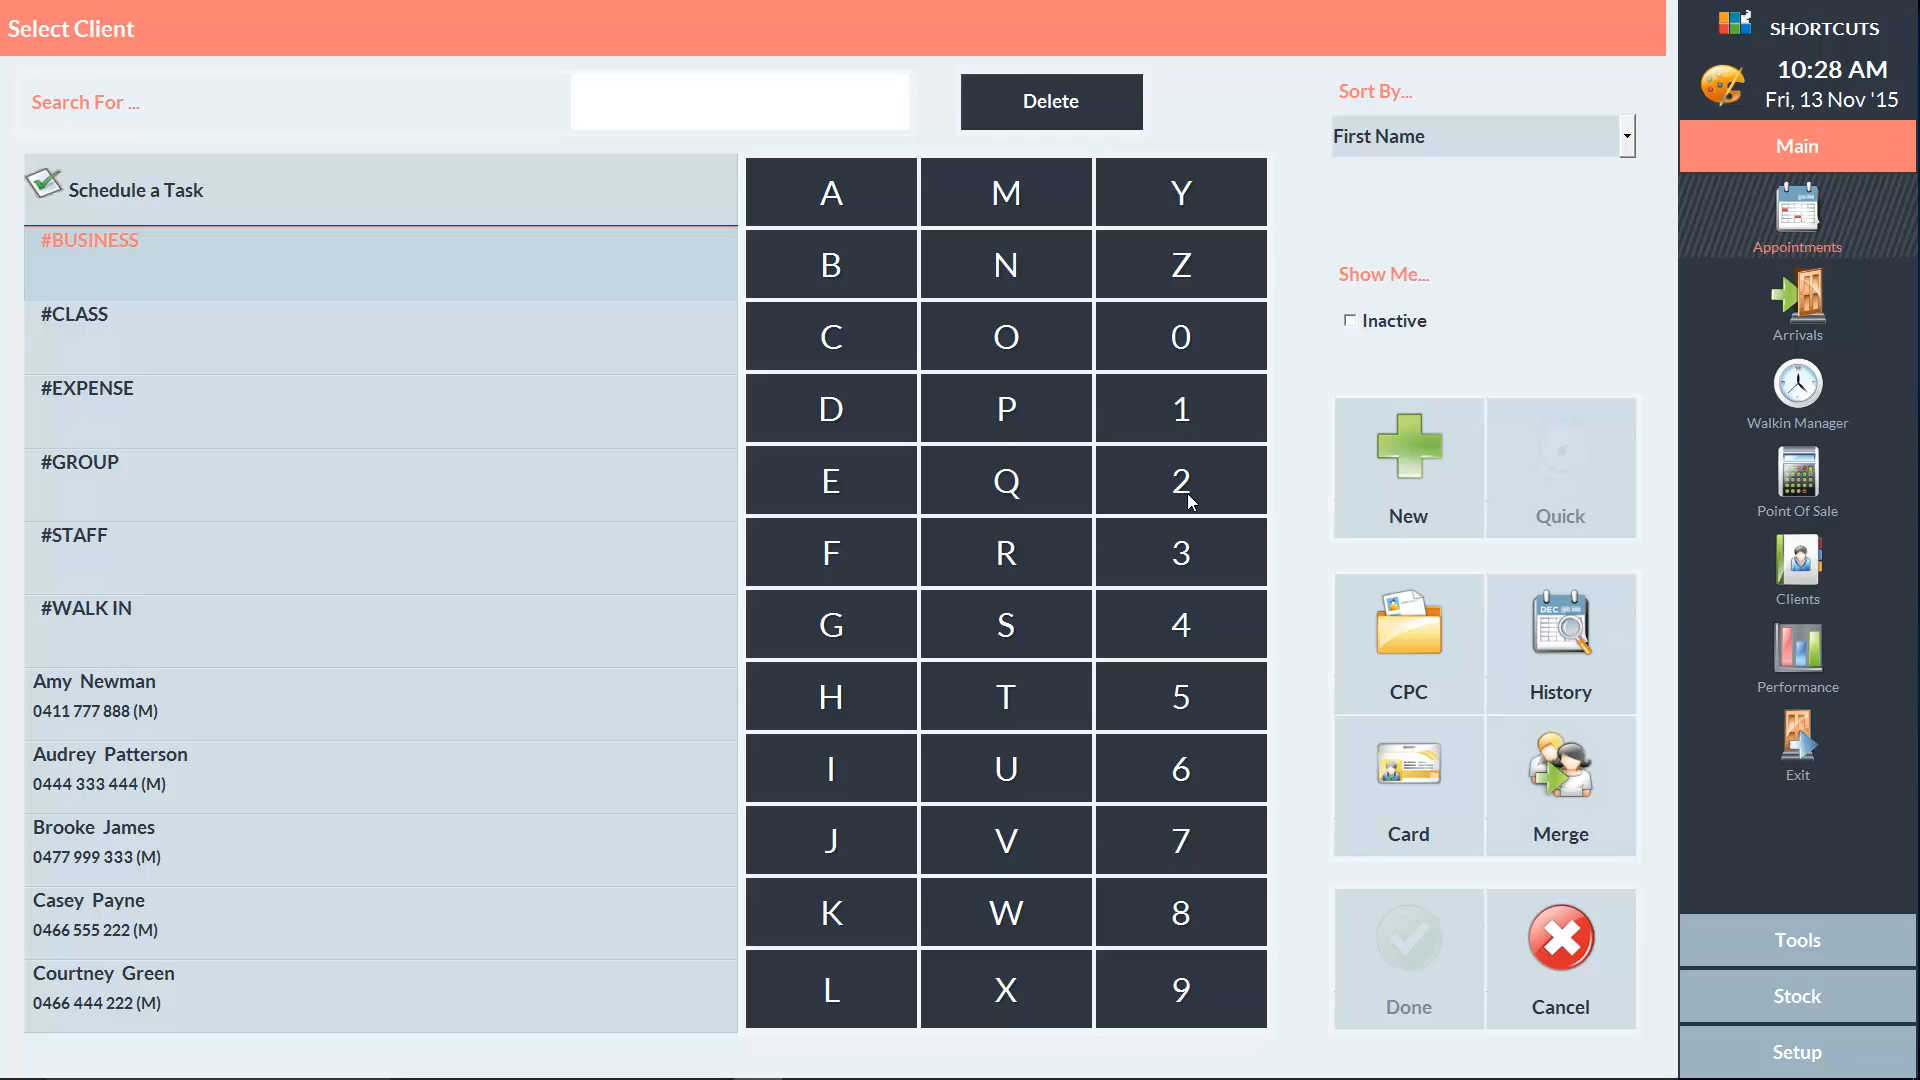 Select Client
Search For ...
Delete
Sort By...
First Name
Schedule a Task
#BUSINESS
#CLASS
#EXPENSE
#GROUP
#STAFF
#WALK IN
Amy Newman
0411 777 888 (M)
Audrey Patterson
0444 333 444 (M)
Brooke James
0477 999 333 (M)
Casey Payne
0466 555 222 (M)
Courtney Green
0466 444 222 (M)
A M Y
B N Z
C O 0
D P 1
E Q 2
F R 3
G S 4
H T 5
I U 6
J V 7
K W 8
L X 9
Show Me...
Inactive
New
Quick
DEC
CPC
History
Card
Merge
Done
Cancel
SHORTCUTS
10:28 AM
Fri, 13 Nov '15
Main
Appointments
Arrivals
Walkin Manager
Point Of Sale
Clients
Performance
Exit
Tools
Stock
Setup